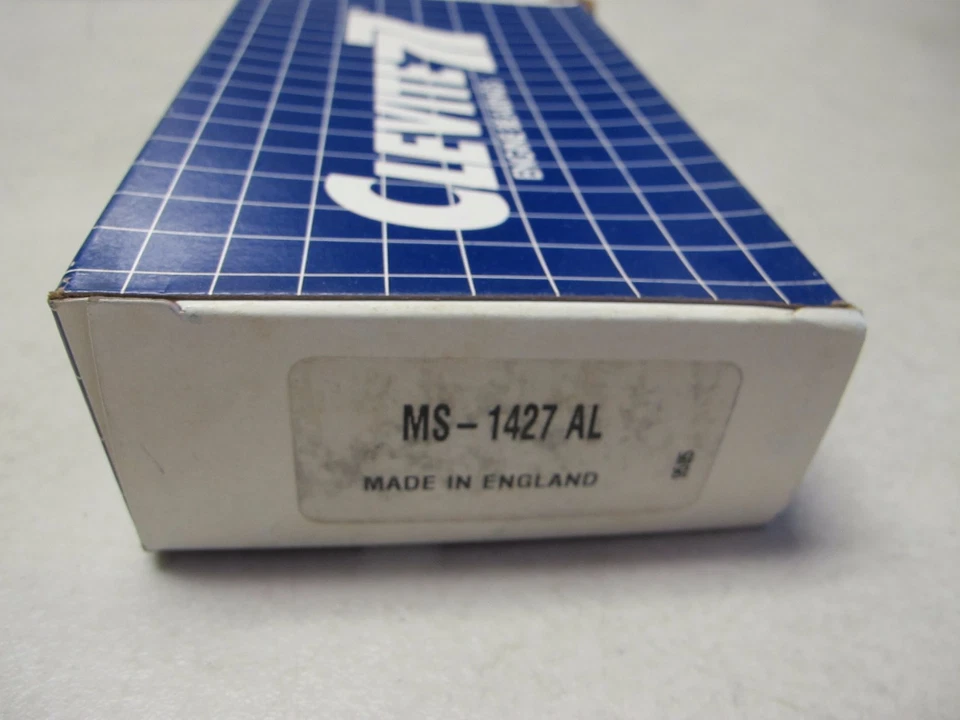 CLEVITE 77
ENGINE BEARINGS
MS-1427 AL
MADE IN ENGLAND